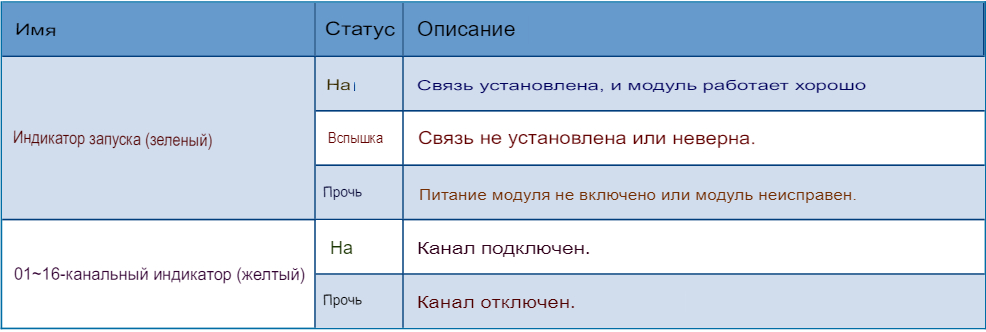 Имя Статус Описание
На Связь установлена, и модуль работает хорошо
Индикатор запуска (зеленый) Вспышка Связь не установлена или неверна.
Прочь Питание модуля не включено или модуль неисправен.
На Канал подключен.
01~16-канальный индикатор (желтый)
Прочь Канал отключен.